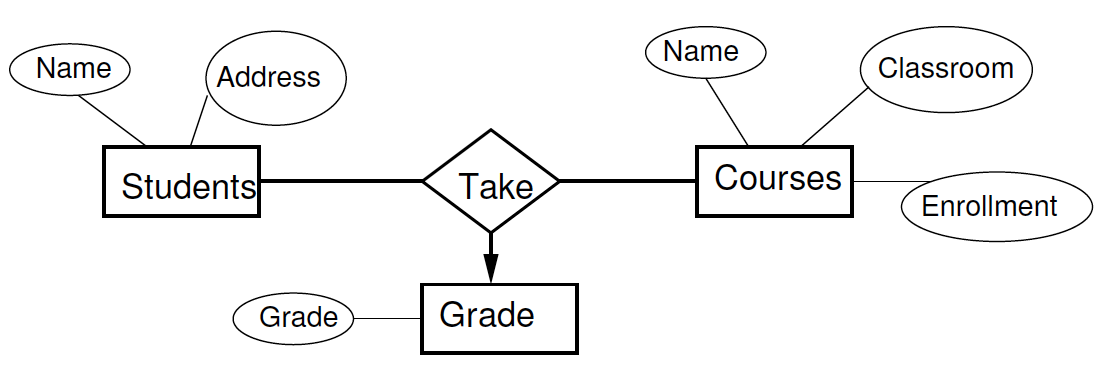 Name
Address
Name
Classroom
Students
Take
Courses
Enrollment
Grade
Grade